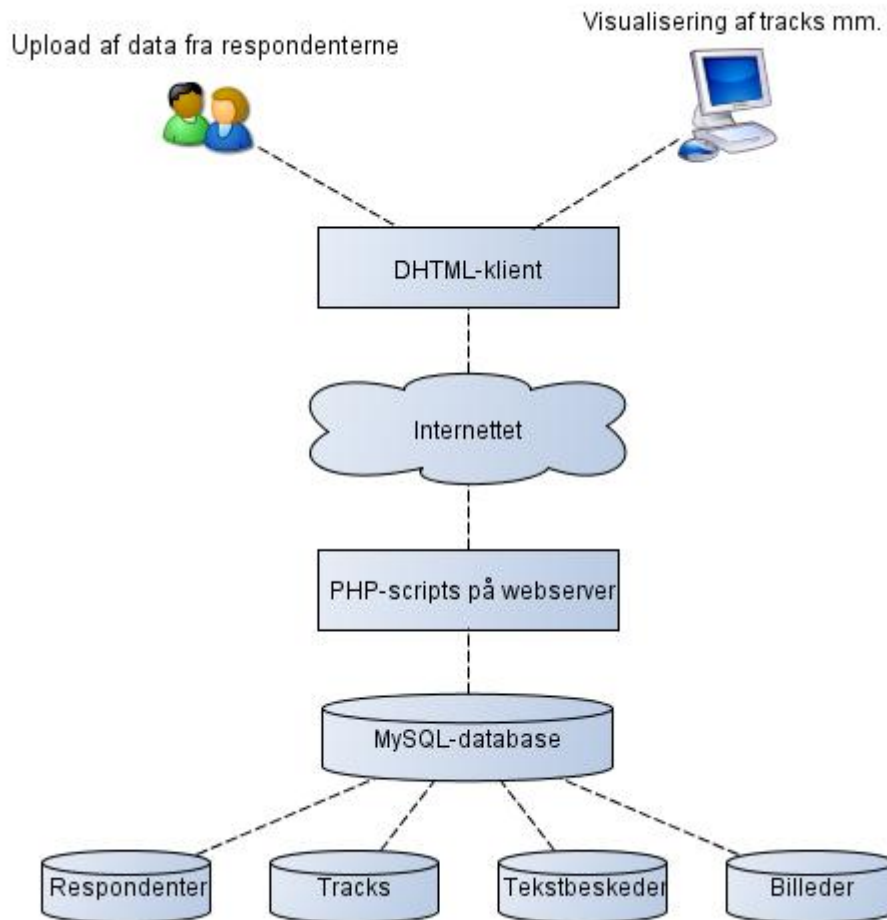 Upload af data fra respondenterne
Visualisering af tracks mm.
DHTML-klient
Internettet
PHP-scripts på webserver
MySQL-database
Respondenter
Tracks
Tekstbeskeder
Billeder